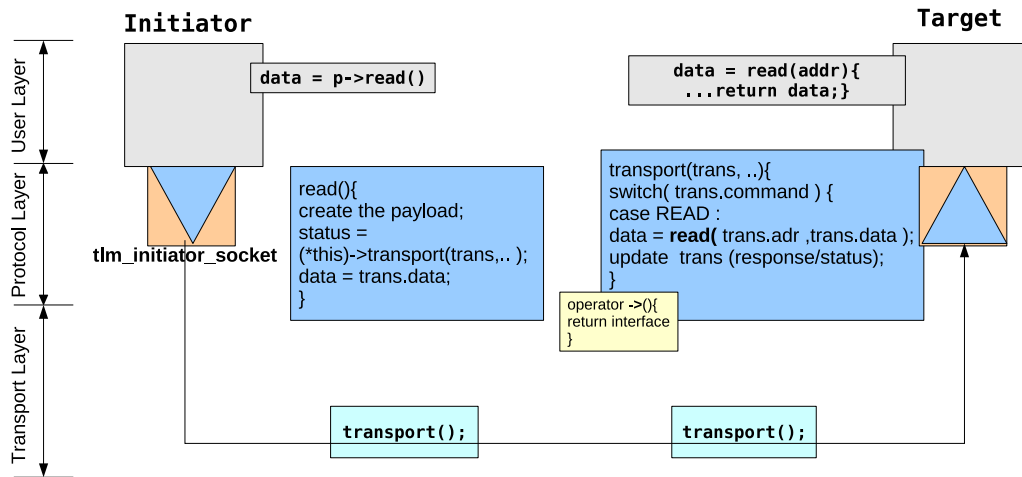 Initiator
Target
User Layer
data = p->read()
data = read(addr){
...return data;}
Protocol Layer
tlm_initiator_socket
read(){
create the payload;
status =
(*this)->transport(trans,.. );
data = trans.data;
}
transport(trans, ..){
switch( trans.command ) {
case READ :
data = read( trans.adr ,trans.data );
update  trans (response/status);
}
operator ->(){
return interface
}
Transport Layer
transport();
transport();